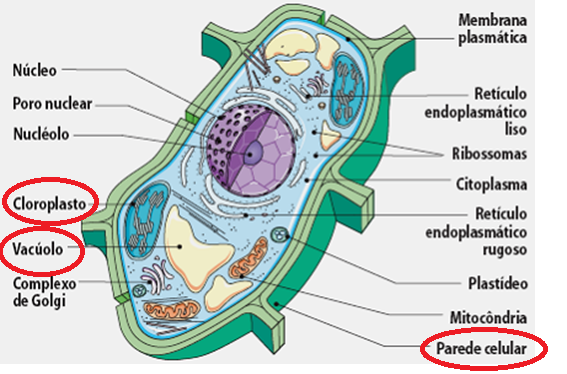 Núcleo
Poro nuclear
Nucléolo
Cloroplasto
Vacúolo
Complexo
de Golgi
Membrana
plasmática
Retículo
endoplasmático
liso
Ribossomas
Citoplasma
Retículo
endoplasmático
rugoso
Plastídeo
Mitocôndria
Parede celular